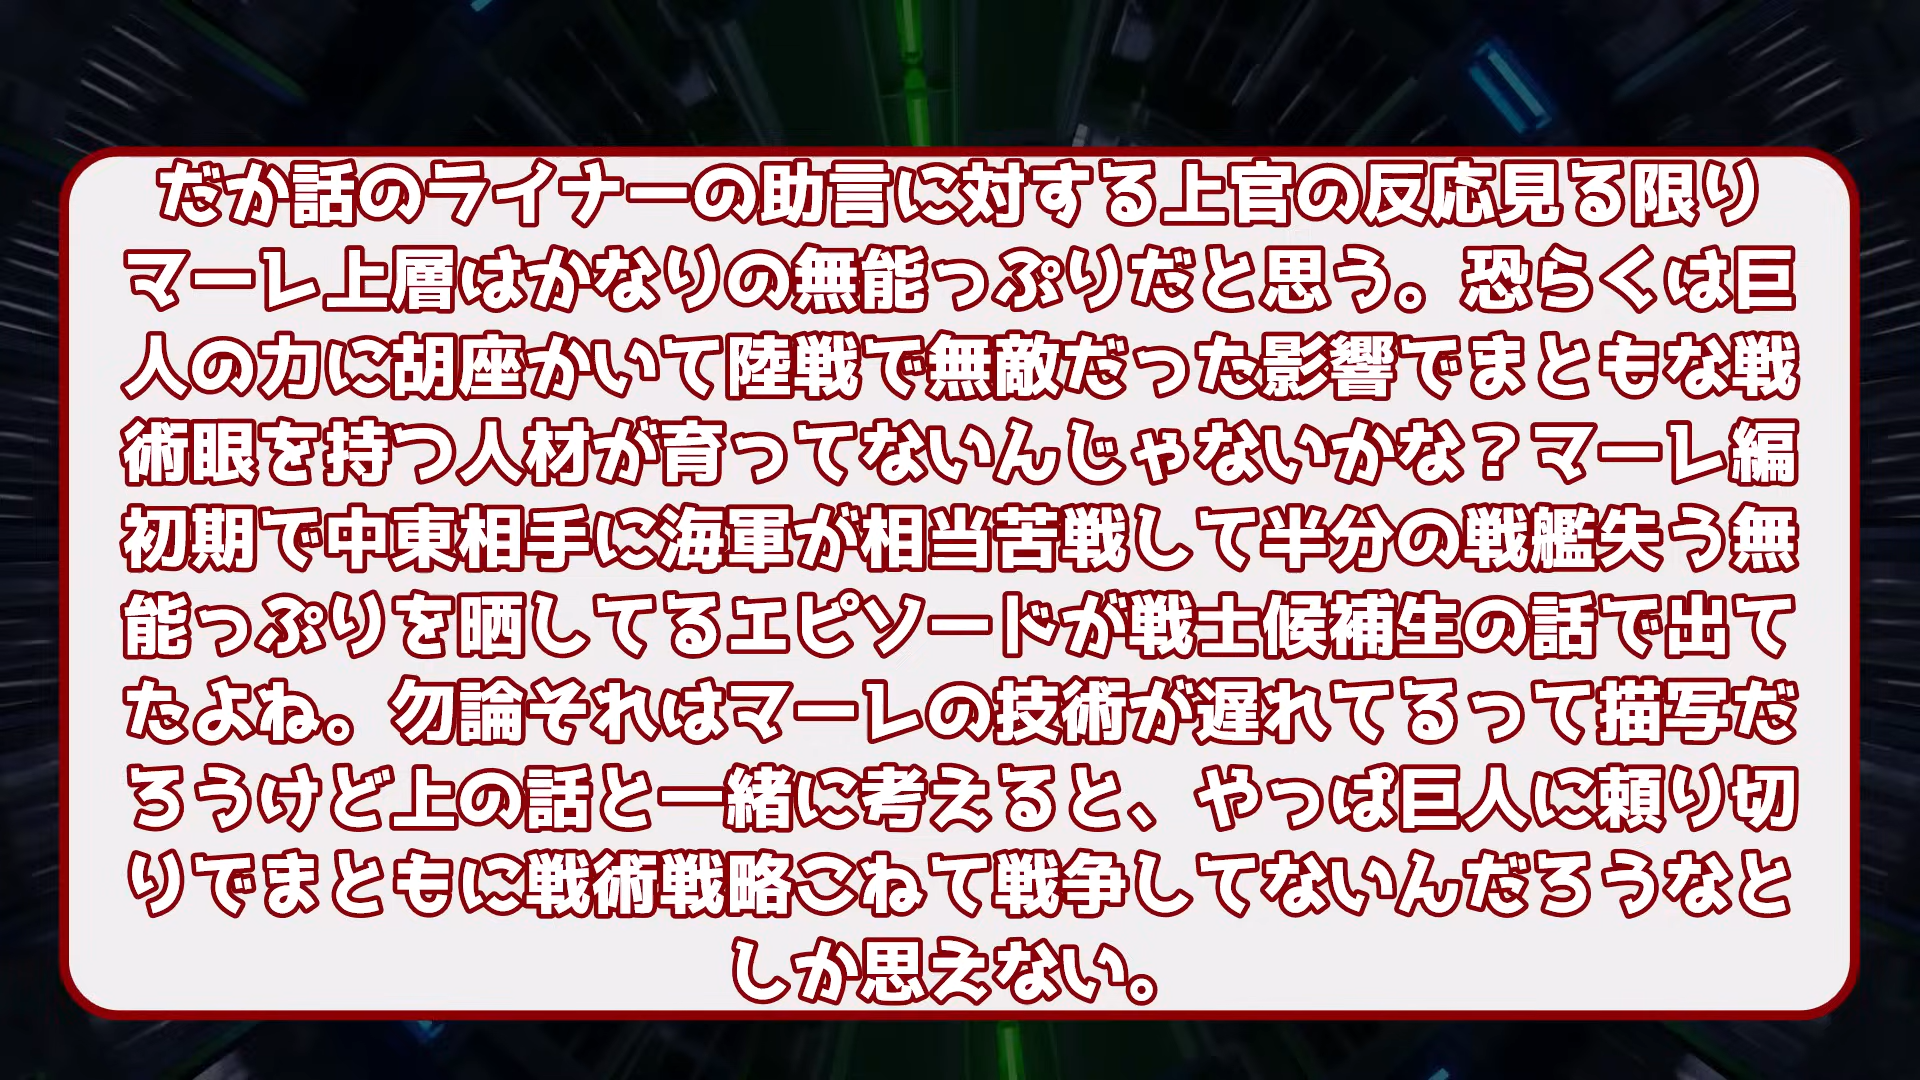 だか話のライナーの助言に対する上官の反応見る限り
マーレ上層はかなりの無能っぷりだと思う。恐らくは巨
人の力に胡座かいて陸戦で無敵だった影響でまともな戦
術眼を持つ人材が育ってないんじゃないかな？マーレ編
初期で中東相手に海軍が相当苦戦して半分の戦艦失う無
能っぷりを晒してるエピソードが戦士候補生の話で出て
たよね。勿論それはマーレの技術が遅れてるって描写だ
ろうけど上の話と一緒に考えると、やっぱ巨人に頼り切
りでまともに戦術戦略こねて戦争してないんだろうなと
しか思えない。